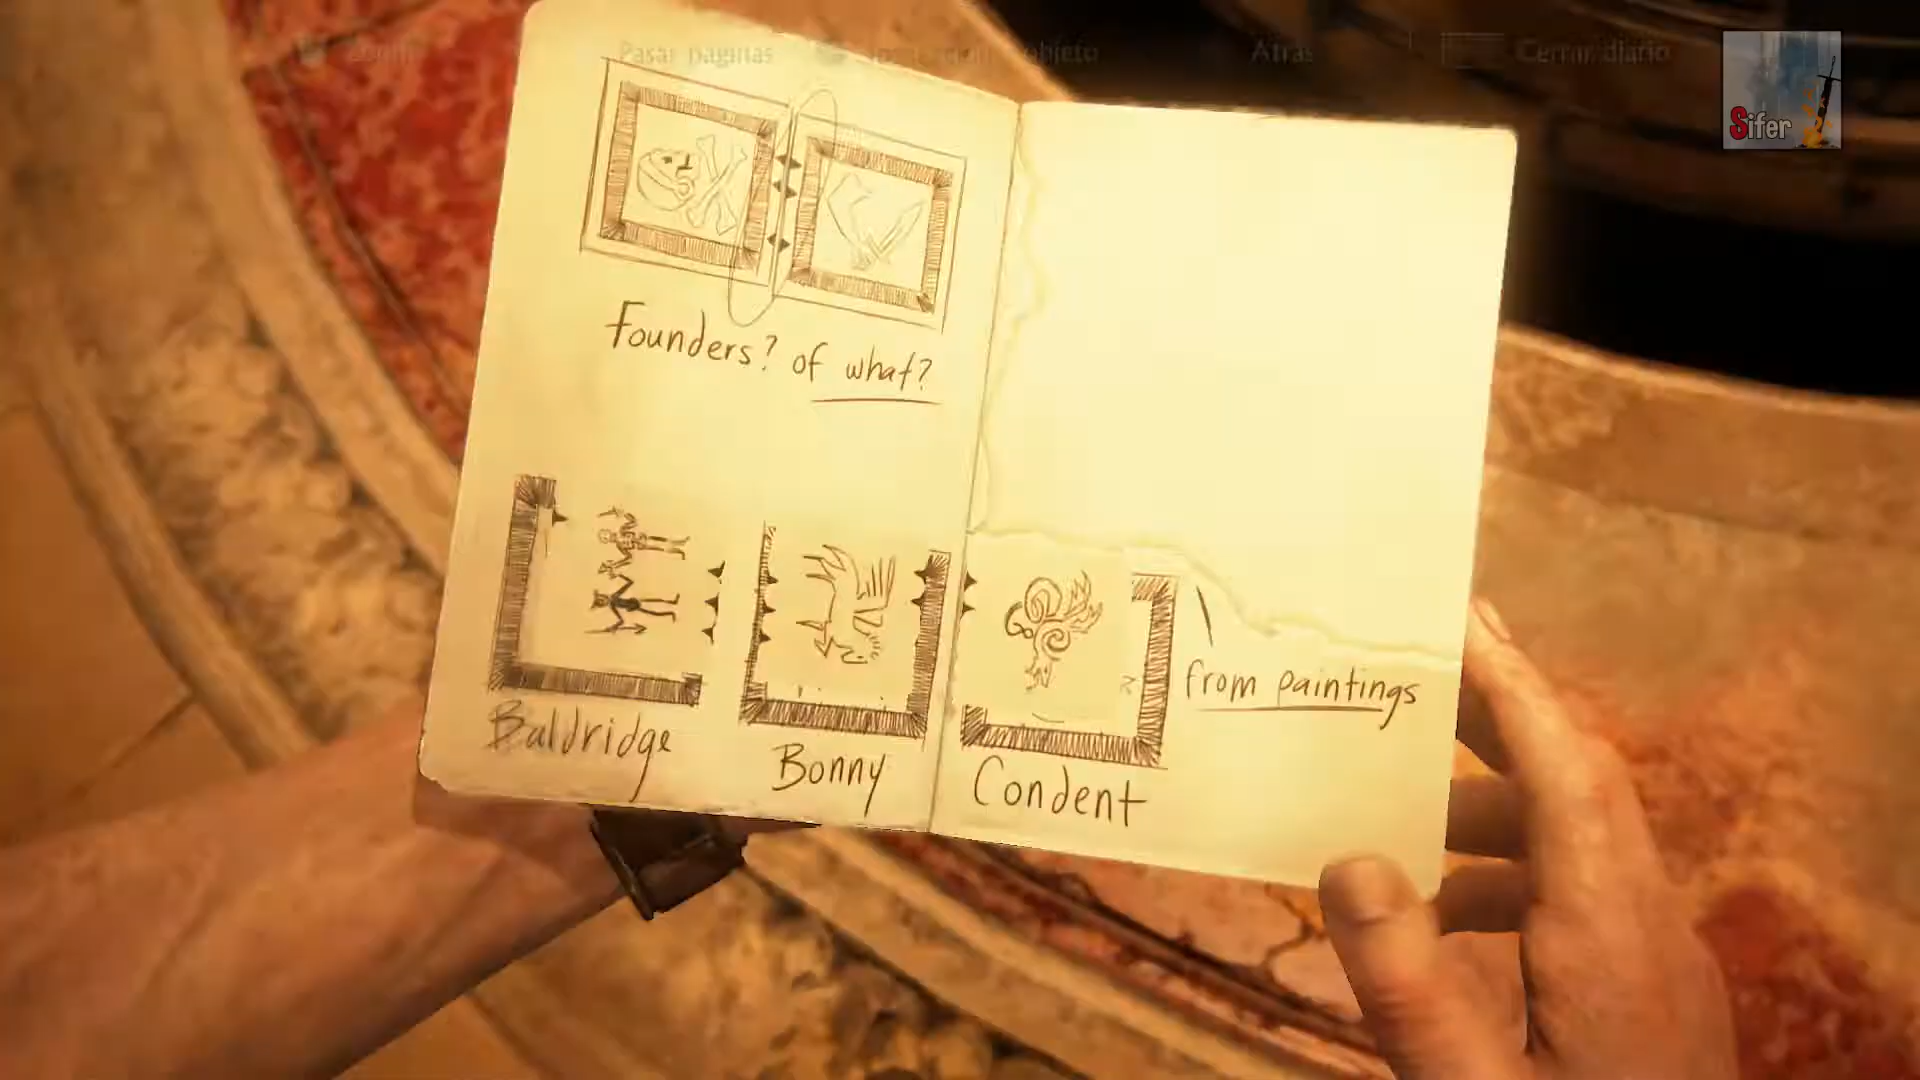 Pasar páginas
Atrás
Cerrar diario
Sifer
Founders? of what?
from paintings
Baldridge
Bonny
Condent